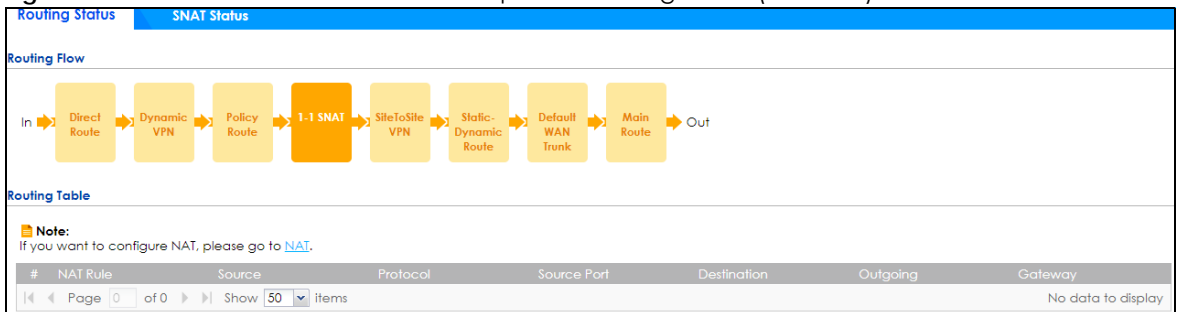 Routing Status SNAT Status
Routing Flow
In Direct Route Dynamic VPN Policy Route 1-1 SNAT SiteToSite VPN Static-Dynamic Route Default WAN Trunk Main Route Out
Routing Table
Note:
If you want to configure NAT, please go to NAT.
# NAT Rule Source Protocol Source Port Destination Outgoing Gateway
Page 0 of 0 Show 50 items No data to display